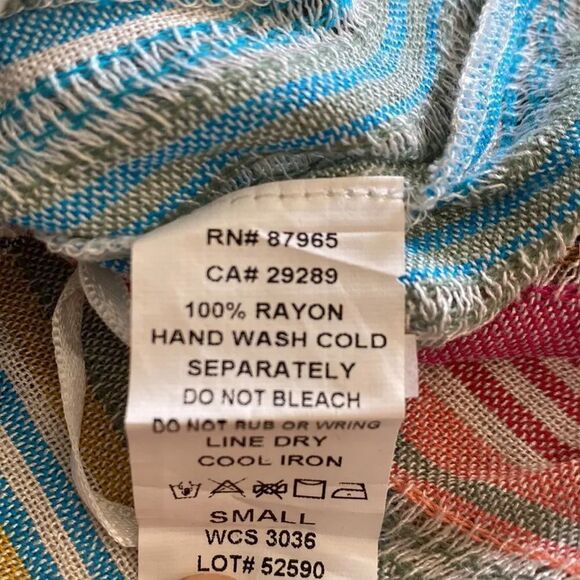 RN# 87965
CA# 29289
100% RAYON
HAND WASH COLD
SEPARATELY
DO NOT BLEACH
DO NOT RUB OR WRING
LINE DRY
COOL IRON
SMALL
WCS 3036
LOT# 52590